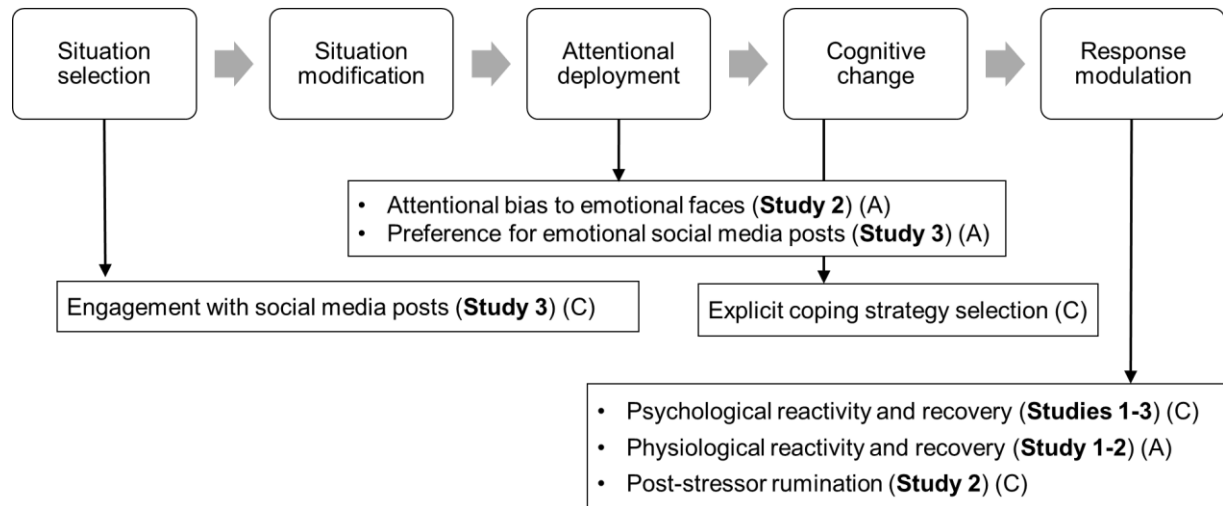 Situation
selection
Situation
modification
Attentional
deployment
Cognitive
change
Response
modulation
• Attentional bias to emotional faces (Study 2) (A)
• Preference for emotional social media posts (Study 3) (A)
Engagement with social media posts (Study 3) (C)
Explicit coping strategy selection (C)
• Psychological reactivity and recovery (Studies 1-3) (C)
• Physiological reactivity and recovery (Study 1-2) (A)
• Post-stressor rumination (Study 2) (C)